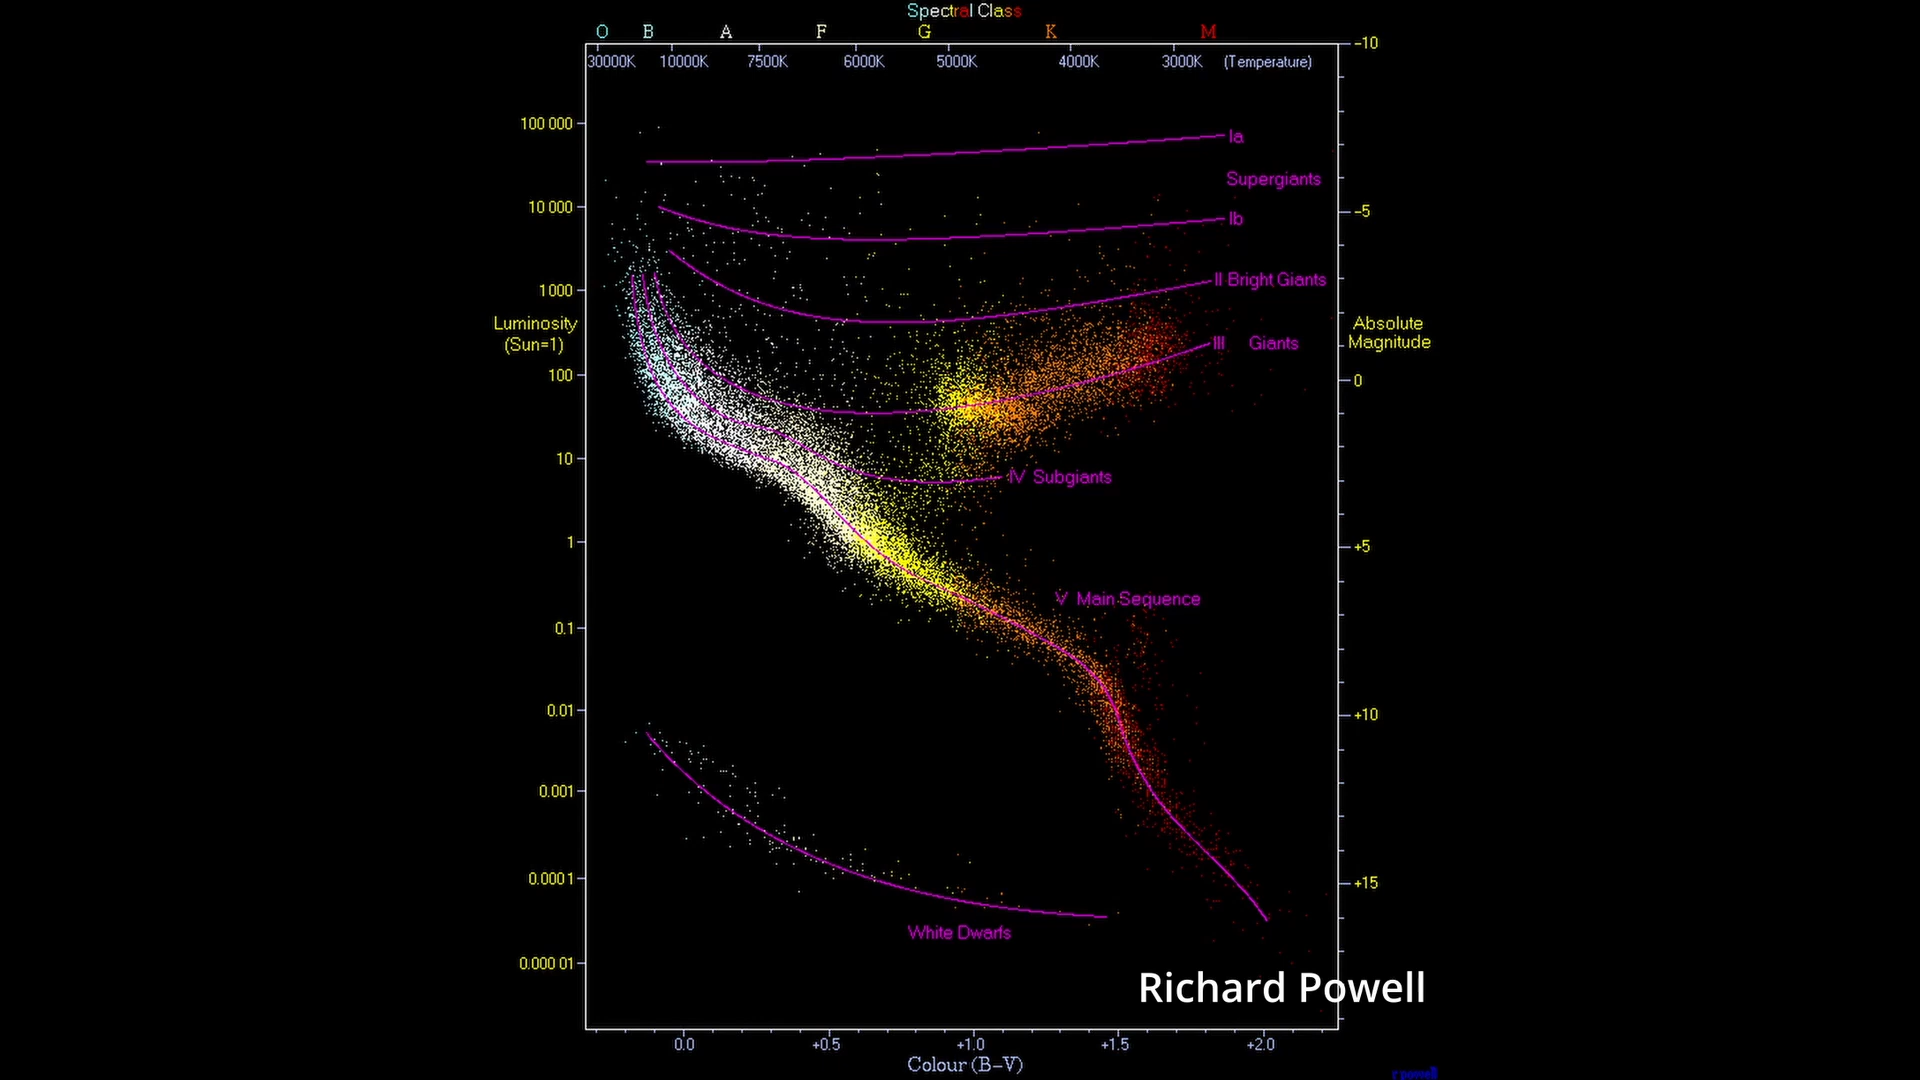 Spectral Class
O B A F G K M
30000K 10000K 7500K 6000K 5000K 4000K 3000K (Temperature)
-10
100 000
Ia
Supergiants
10 000
-5
Ib
1 000
II Bright Giants
Luminosity
(Sun=1)
Absolute
Magnitude
III Giants
100
0
10
IV Subgiants
1
+5
V Main Sequence
0.1
0.01
+10
0.001
0.0001
+15
White Dwarfs
0.000 01
Richard Powell
0.0 +0.5 +1.0 +1.5 +2.0
Colour (B-V)
r powell